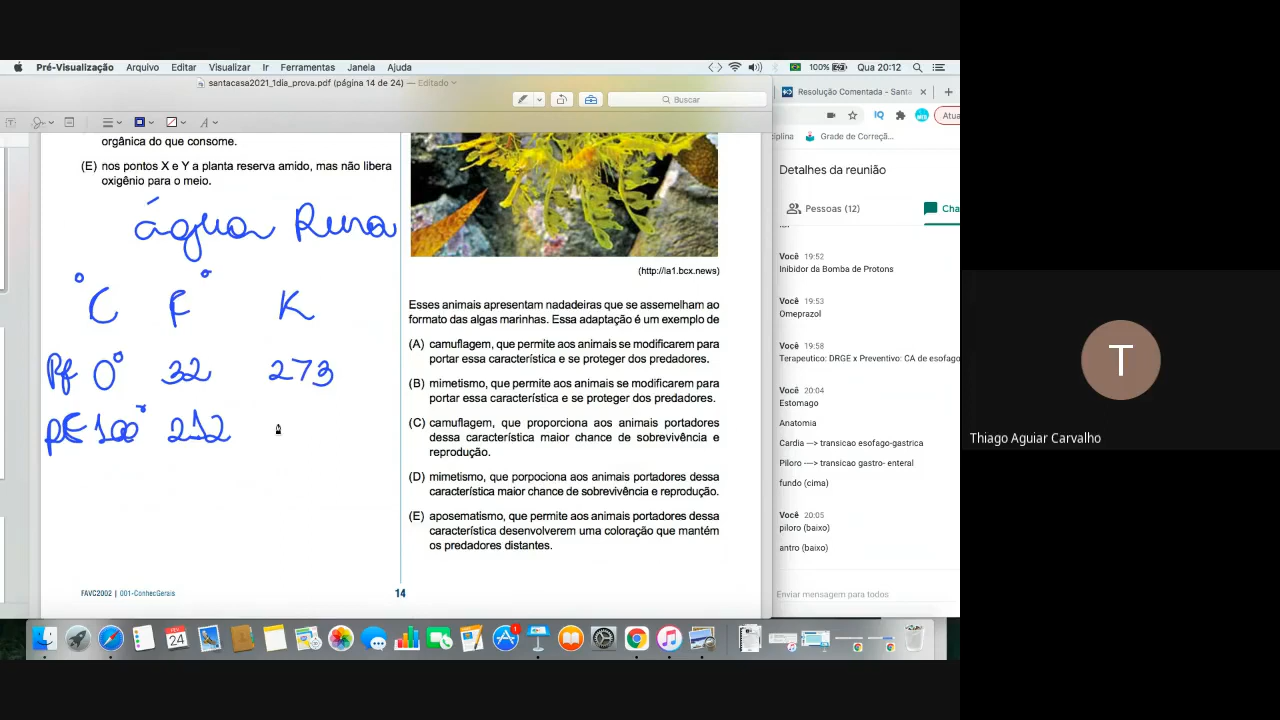 Pré-Visualização Arquivo Editar Visualizar Ir Ferramentas Janela Ajuda 100% Qua 20:12
santacasa2021_1dia_prova.pdf (página 14 de 24) — Editado
Buscar
Resolução Comentada - Santa
IQ
Atua
ciplina Grade de Correçã...
orgânica do que consome.
(E) nos pontos X e Y a planta reserva amido, mas não libera
oxigênio para o meio.
água Pura
°C F° K
Pf 0° 32 273
PE 100° 212
FAVC2002 | 001-ConhecGerais
14
(http://la1.bcx.news)
Esses animais apresentam nadadeiras que se assemelham ao
formato das algas marinhas. Essa adaptação é um exemplo de
(A) camuflagem, que permite aos animais se modificarem para
portar essa característica e se proteger dos predadores.
(B) mimetismo, que permite aos animais se modificarem para
portar essa característica e se proteger dos predadores.
(C) camuflagem, que proporciona aos animais portadores
dessa característica maior chance de sobrevivência e
reprodução.
(D) mimetismo, que porpociona aos animais portadores dessa
característica maior chance de sobrevivência e reprodução.
(E) aposematismo, que permite aos animais portadores dessa
característica desenvolverem uma coloração que mantém
os predadores distantes.
Detalhes da reunião
Pessoas (12) Cha
Você 19:52
Inibidor da Bomba de Protons
Você 19:53
Omeprazol
Você 19:58
Terapeutico: DRGE x Preventivo: CA de esofago
Você 20:04
Estomago
Anatomia
Cardia --> transicao esofago-gastrica
Piloro ----> transicao gastro- enteral
fundo (cima)
Você 20:05
piloro (baixo)
antro (baixo)
Enviar mensagem para todos
T
Thiago Aguiar Carvalho
24